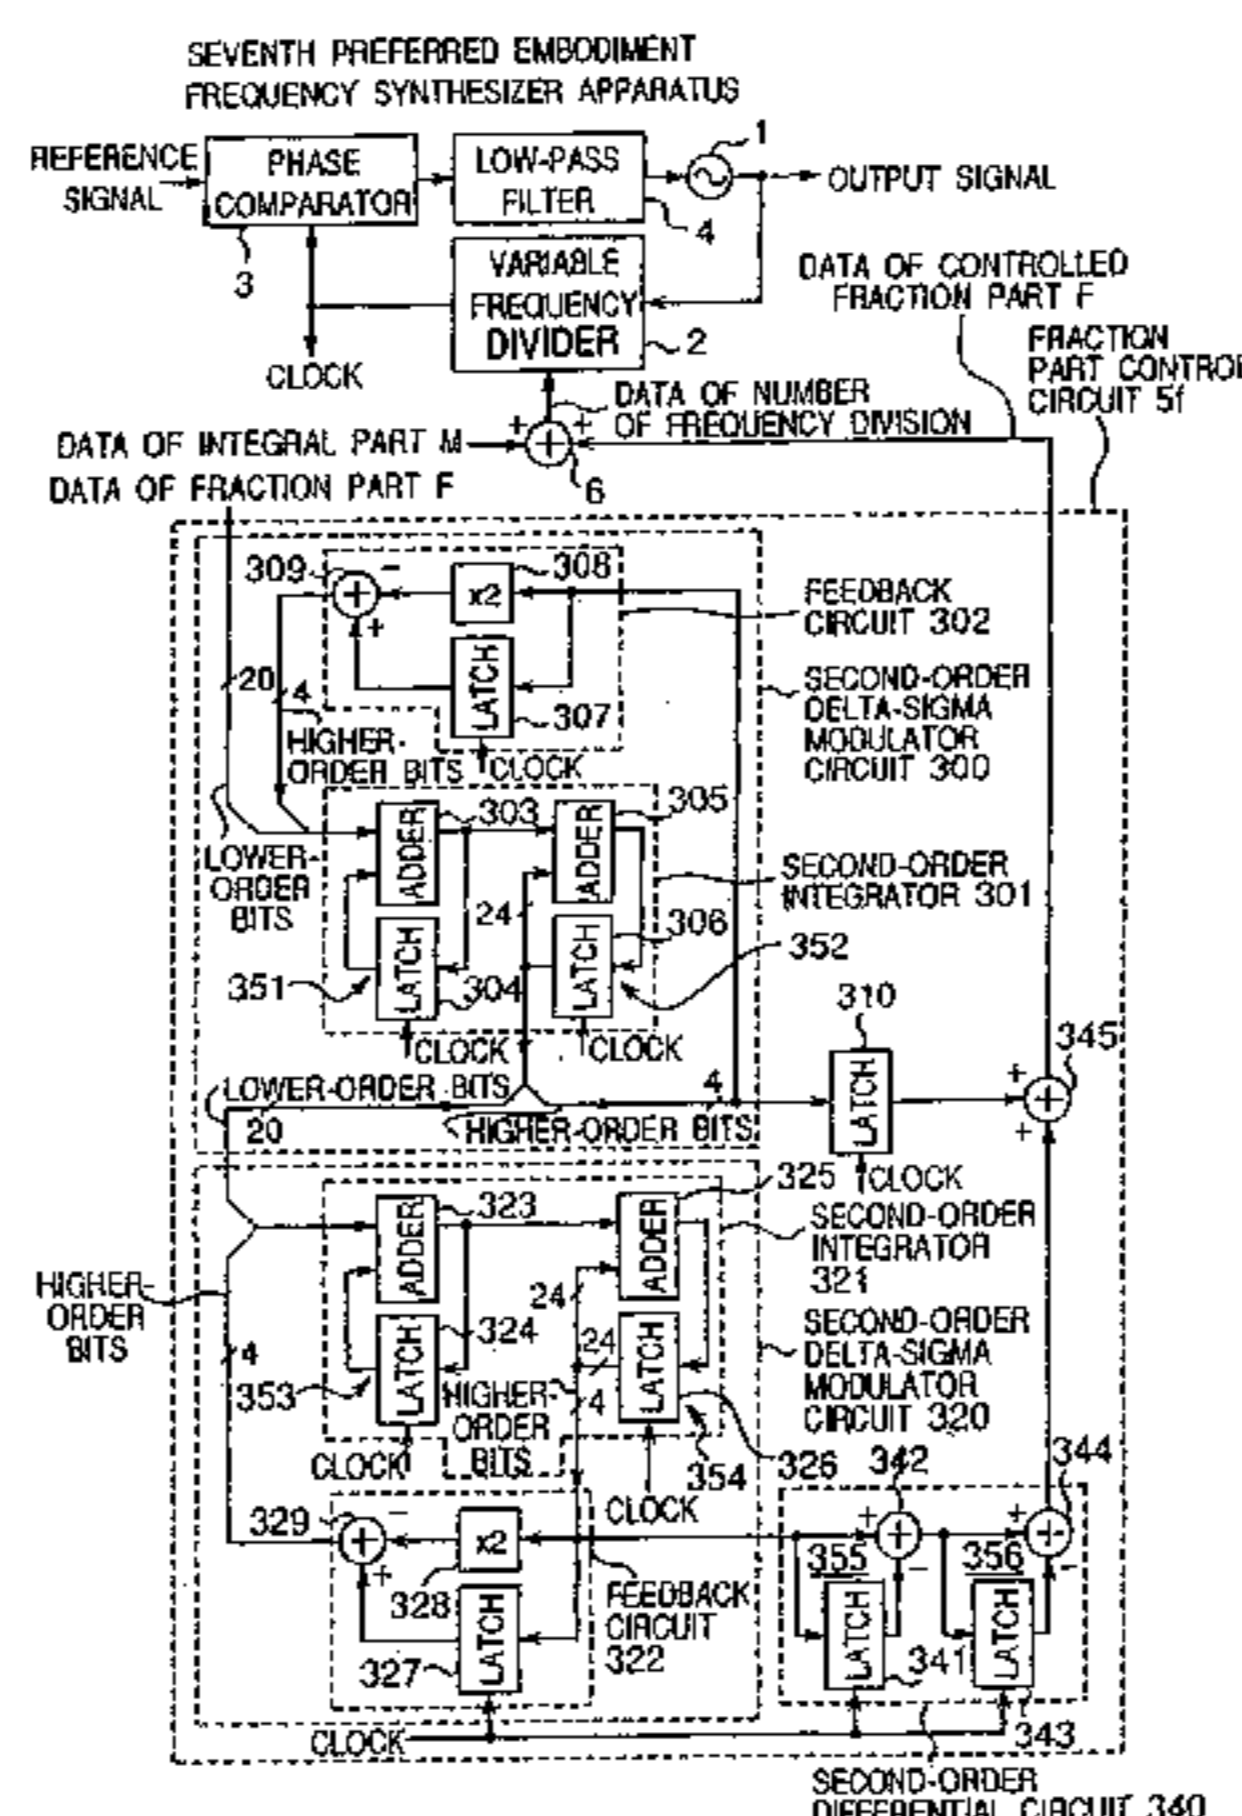 SEVENTH PREFERRED EMBODIMENT
FREQUENCY SYNTHESIZER APPARATUS
REFERENCE
SIGNAL
PHASE
COMPARATOR
3
LOW-PASS
FILTER
4
1
OUTPUT SIGNAL
VARIABLE
FREQUENCY
DIVIDER
2
CLOCK
DATA OF CONTROLLED
FRACTION PART F
FRACTION
PART CONTROL
CIRCUIT 5f
DATA OF NUMBER
OF FREQUENCY DIVISION
+
+
6
DATA OF INTEGRAL PART M
DATA OF FRACTION PART F
309
-
+
x2
308
FEEDBACK
CIRCUIT 302
LATCH
307
CLOCK
20
4
HIGHER-
ORDER BITS
SECOND-ORDER
DELTA-SIGMA
MODULATOR
CIRCUIT 300
LOWER-
ORDER
BITS
ADDER
303
ADDER
305
24
SECOND-ORDER
INTEGRATOR 301
LATCH
304
351
LATCH
306
352
CLOCK
CLOCK
LOWER-ORDER BITS
20
HIGHER-ORDER BITS
4
310
LATCH
CLOCK
345
+
+
HIGHER-
ORDER
BITS
4
ADDER
323
ADDER
325
24
24
SECOND-ORDER
INTEGRATOR
321
LATCH
324
353
LATCH
326
354
HIGHER-
ORDER
BITS
4
CLOCK
CLOCK
SECOND-ORDER
DELTA-SIGMA
MODULATOR
CIRCUIT 320
329
-
+
x2
328
LATCH
327
FEEDBACK
CIRCUIT
322
CLOCK
342
+
-
355
LATCH
341
344
+
-
356
LATCH
343
SECOND-ORDER
DIFFERENTIAL CIRCUIT 340